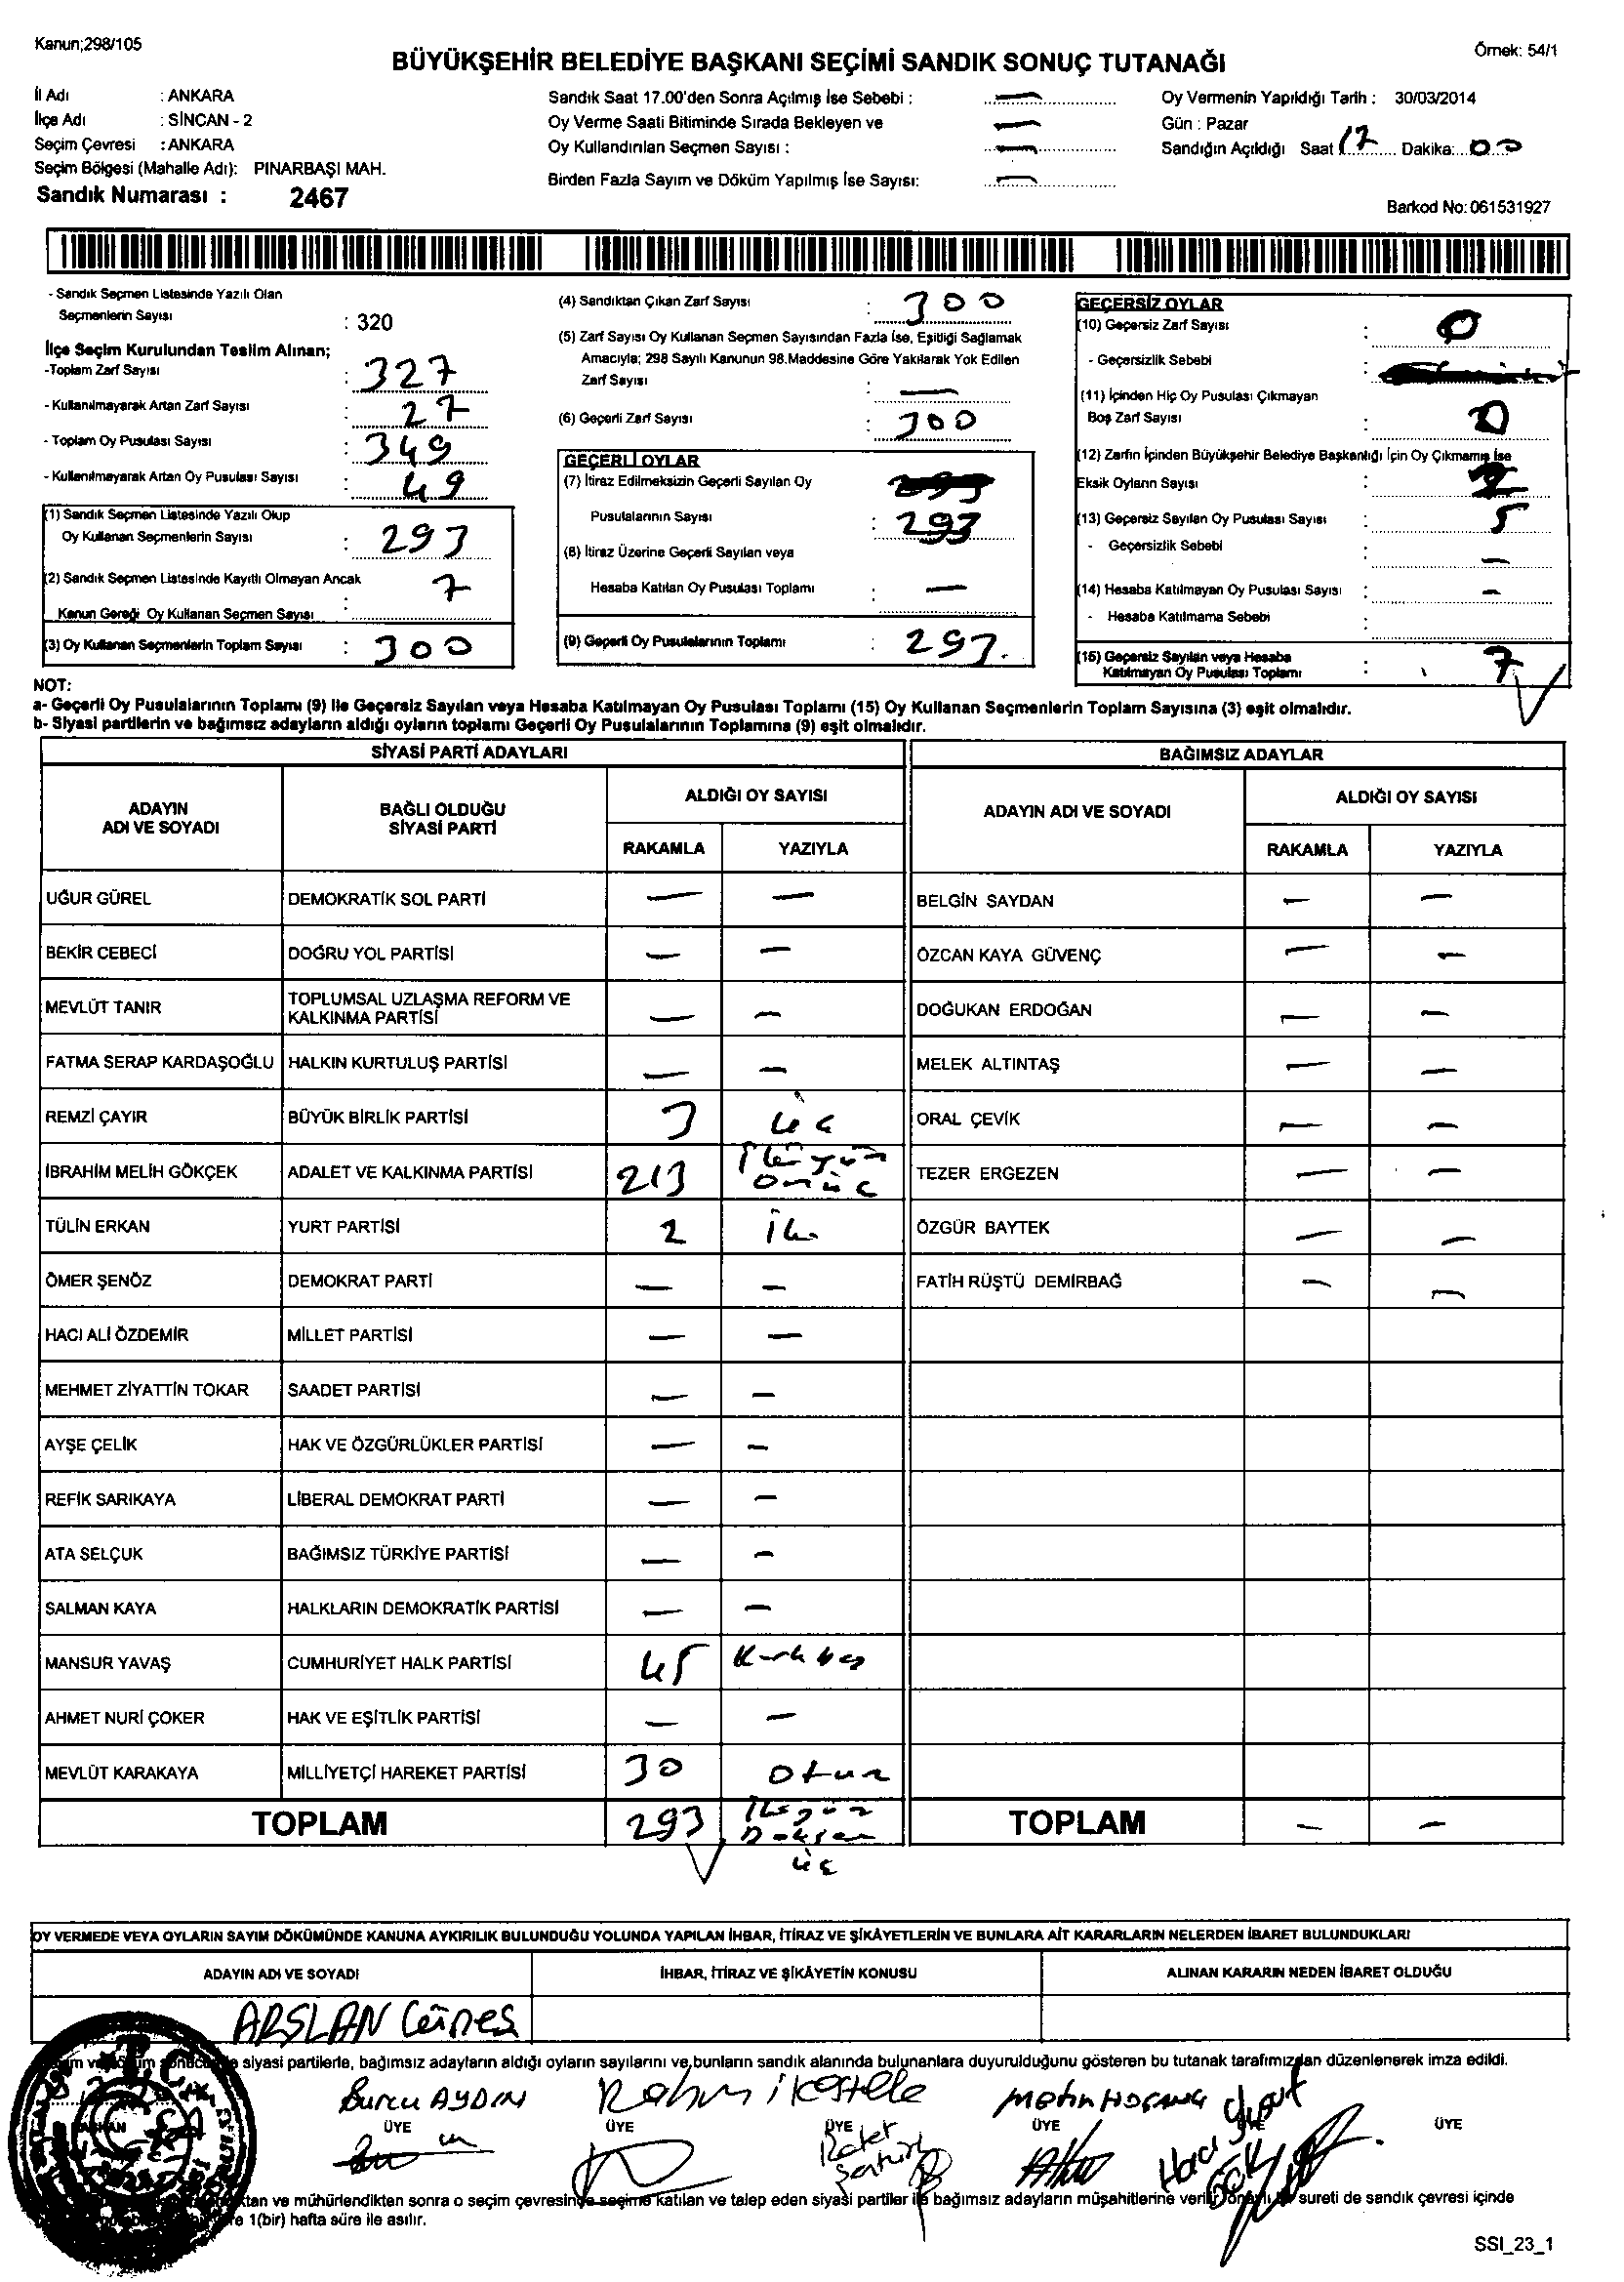 Kanun;298/105
Örnek: 54/1
BÜYÜKŞEHİR BELEDİYE BAŞKANI SEÇİMİ SANDIK SONUÇ TUTANAĞI
İl Adı : ANKARA
İlçe Adı : SİNCAN - 2
Seçim Çevresi : ANKARA
Seçim Bölgesi (Mahalle Adı): PINARBAŞI MAH.
Sandık Numarası : 2467
Sandık Saat 17.00'den Sonra Açılmış İse Sebebi : —
Oy Verme Saati Bitiminde Sırada Bekleyen ve —
Oy Kullandırılan Seçmen Sayısı : —
Birden Fazla Sayım ve Döküm Yapılmış İse Sayısı: —
Oy Vermenin Yapıldığı Tarih : 30/03/2014
Gün : Pazar
Sandığın Açıldığı Saat 17 Dakika: 00
Barkod No: 061531927
- Sandık Seçmen Listesinde Yazılı Olan
Seçmenlerin Sayısı : 320
İlçe Seçim Kurulundan Teslim Alınan;
-Toplam Zarf Sayısı : 327
- Kullanılmayarak Artan Zarf Sayısı : 27
- Toplam Oy Pusulası Sayısı : 349
- Kullanılmayarak Artan Oy Pusulası Sayısı : 49
(1) Sandık Seçmen Listesinde Yazılı Olup
Oy Kullanan Seçmenlerin Sayısı : 293
(2) Sandık Seçmen Listesinde Kayıtlı Olmayan Ancak
Kanun Gereği Oy Kullanan Seçmen Sayısı : 7
(3) Oy Kullanan Seçmenlerin Toplam Sayısı : 300
(4) Sandıktan Çıkan Zarf Sayısı : 300
(5) Zarf Sayısı Oy Kullanan Seçmen Sayısından Fazla İse, Eşitliği Sağlamak
Amacıyla; 298 Sayılı Kanunun 98.Maddesine Göre Yakılarak Yok Edilen
Zarf Sayısı : —
(6) Geçerli Zarf Sayısı : 300
GEÇERLİ OYLAR
(7) İtiraz Edilmeksizin Geçerli Sayılan Oy
Pusulalarının Sayısı : 293
(8) İtiraz Üzerine Geçerli Sayılan veya
Hesaba Katılan Oy Pusulası Toplamı : —
(9) Geçerli Oy Pusulalarının Toplamı : 293.
GEÇERSİZ OYLAR
(10) Geçersiz Zarf Sayısı : 0
- Geçersizlik Sebebi :
(11) İçinden Hiç Oy Pusulası Çıkmayan
Boş Zarf Sayısı : 0
(12) Zarfın İçinden Büyükşehir Belediye Başkanlığı İçin Oy Çıkmamış İse
Eksik Oyların Sayısı : 2
(13) Geçersiz Sayılan Oy Pusulası Sayısı : 5
- Geçersizlik Sebebi : —
(14) Hesaba Katılmayan Oy Pusulası Sayısı : —
- Hesaba Katılmama Sebebi :
(15) Geçersiz Sayılan veya Hesaba
Katılmayan Oy Pusulası Toplamı : 7
NOT:
a- Geçerli Oy Pusulalarının Toplamı (9) ile Geçersiz Sayılan veya Hesaba Katılmayan Oy Pusulası Toplamı (15) Oy Kullanan Seçmenlerin Toplam Sayısına (3) eşit olmalıdır.
b- Siyasi partilerin ve bağımsız adayların aldığı oyların toplamı Geçerli Oy Pusulalarının Toplamına (9) eşit olmalıdır.
SİYASİ PARTİ ADAYLARI
ADAYIN ADI VE SOYADI BAĞLI OLDUĞU SİYASİ PARTİ ALDIĞI OY SAYISI
RAKAMLA YAZIYLA
UĞUR GÜREL DEMOKRATİK SOL PARTİ — —
BEKİR CEBECİ DOĞRU YOL PARTİSİ — —
MEVLÜT TANIR TOPLUMSAL UZLAŞMA REFORM VE KALKINMA PARTİSİ — —
FATMA SERAP KARDAŞOĞLU HALKIN KURTULUŞ PARTİSİ — —
REMZİ ÇAYIR BÜYÜK BİRLİK PARTİSİ 3 üç
İBRAHİM MELİH GÖKÇEK ADALET VE KALKINMA PARTİSİ 213 ikiyüz onüç
TÜLİN ERKAN YURT PARTİSİ 2 iki
ÖMER ŞENÖZ DEMOKRAT PARTİ — —
HACI ALİ ÖZDEMİR MİLLET PARTİSİ — —
MEHMET ZİYATTİN TOKAR SAADET PARTİSİ — —
AYŞE ÇELİK HAK VE ÖZGÜRLÜKLER PARTİSİ — —
REFİK SARIKAYA LİBERAL DEMOKRAT PARTİ — —
ATA SELÇUK BAĞIMSIZ TÜRKİYE PARTİSİ — —
SALMAN KAYA HALKLARIN DEMOKRATİK PARTİSİ — —
MANSUR YAVAŞ CUMHURİYET HALK PARTİSİ 45 Kırk beş
AHMET NURİ ÇOKER HAK VE EŞİTLİK PARTİSİ — —
MEVLÜT KARAKAYA MİLLİYETÇİ HAREKET PARTİSİ 30 Otuz
TOPLAM 293 İkiyüz Doksan üç
BAĞIMSIZ ADAYLAR
ADAYIN ADI VE SOYADI ALDIĞI OY SAYISI
RAKAMLA YAZIYLA
BELGİN SAYDAN — —
ÖZCAN KAYA GÜVENÇ — —
DOĞUKAN ERDOĞAN — —
MELEK ALTINTAŞ — —
ORAL ÇEVİK — —
TEZER ERGEZEN — —
ÖZGÜR BAYTEK — —
FATİH RÜŞTÜ DEMİRBAĞ — —
TOPLAM — —
OY VERMEDE VEYA OYLARIN SAYIM DÖKÜMÜNDE KANUNA AYKIRILIK BULUNDUĞU YOLUNDA YAPILAN İHBAR, İTİRAZ VE ŞİKÂYETLERİN VE BUNLARA AİT KARARLARIN NELERDEN İBARET BULUNDUKLARI
ADAYIN ADI VE SOYADI İHBAR, İTİRAZ VE ŞİKÂYETİN KONUSU ALINAN KARARIN NEDEN İBARET OLDUĞU
ARSLAN Güneş
siyasi partilerle, bağımsız adayların aldığı oyların sayılarını ve bunların sandık alanında bulunanlara duyurulduğunu gösteren bu tutanak tarafımızdan düzenlenerek imza edildi.
Burcu AYDIN Metin
ÜYE ÜYE ÜYE ÜYE ÜYE
seçim çevresinde seçime katılan ve talep eden siyasi partiler ile bağımsız adayların müşahitlerine verilir sureti de sandık çevresi içinde
1(bir) hafta süre ile asılır.
SSI_23_1